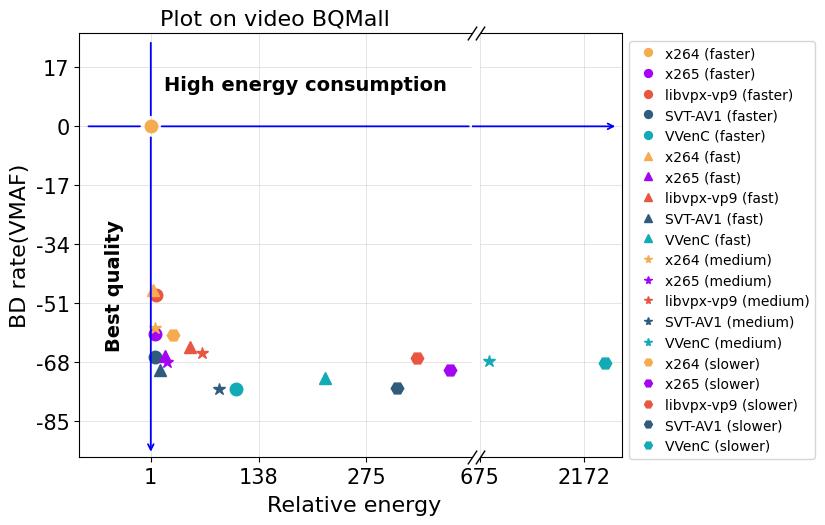 Plot on video BQMall
17
0
-17
-34
-51
-68
-85
BD rate(VMAF)
High energy consumption
Best quality
1
138
275
675
2172
Relative energy
x264 (faster)
x265 (faster)
libvpx-vp9 (faster)
SVT-AV1 (faster)
VVenC (faster)
x264 (fast)
x265 (fast)
libvpx-vp9 (fast)
SVT-AV1 (fast)
VVenC (fast)
x264 (medium)
x265 (medium)
libvpx-vp9 (medium)
SVT-AV1 (medium)
VVenC (medium)
x264 (slower)
x265 (slower)
libvpx-vp9 (slower)
SVT-AV1 (slower)
VVenC (slower)